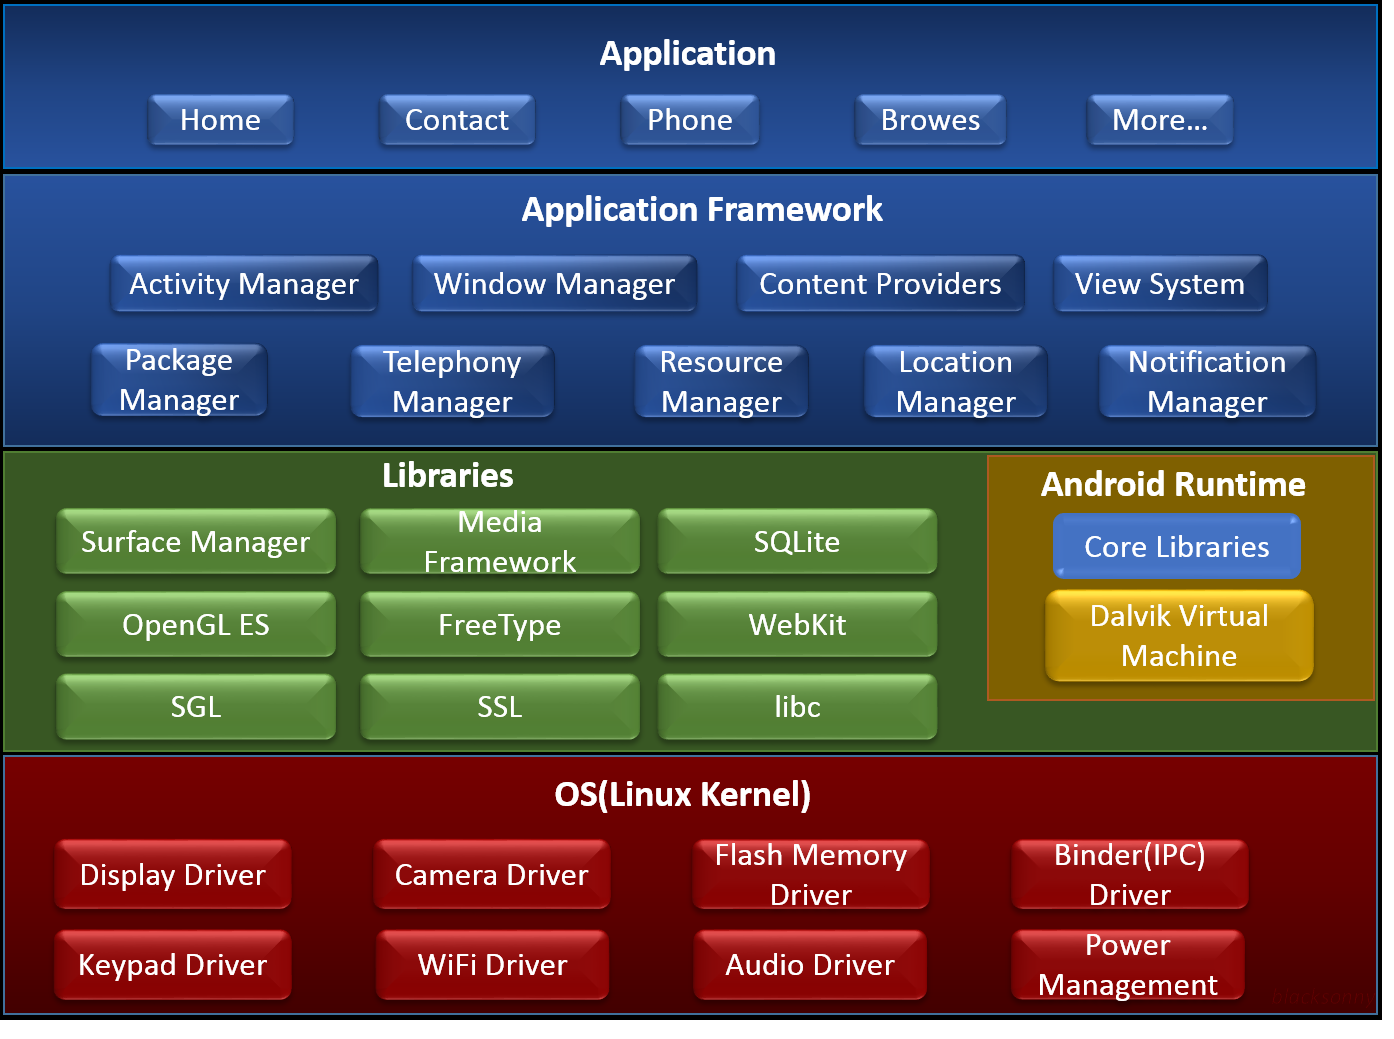 Application
Home
Contact
Phone
Browes
More...
Application Framework
Activity Manager
Window Manager
Content Providers
View System
Package
Manager
Telephony
Manager
Resource
Manager
Location
Manager
Notification
Manager
Libraries
Surface Manager
Media
Framework
SQLite
OpenGL ES
FreeType
WebKit
SGL
SSL
libc
Android Runtime
Core Libraries
Dalvik Virtual
Machine
OS(Linux Kernel)
Display Driver
Camera Driver
Flash Memory
Driver
Binder(IPC)
Driver
Keypad Driver
WiFi Driver
Audio Driver
Power
Management